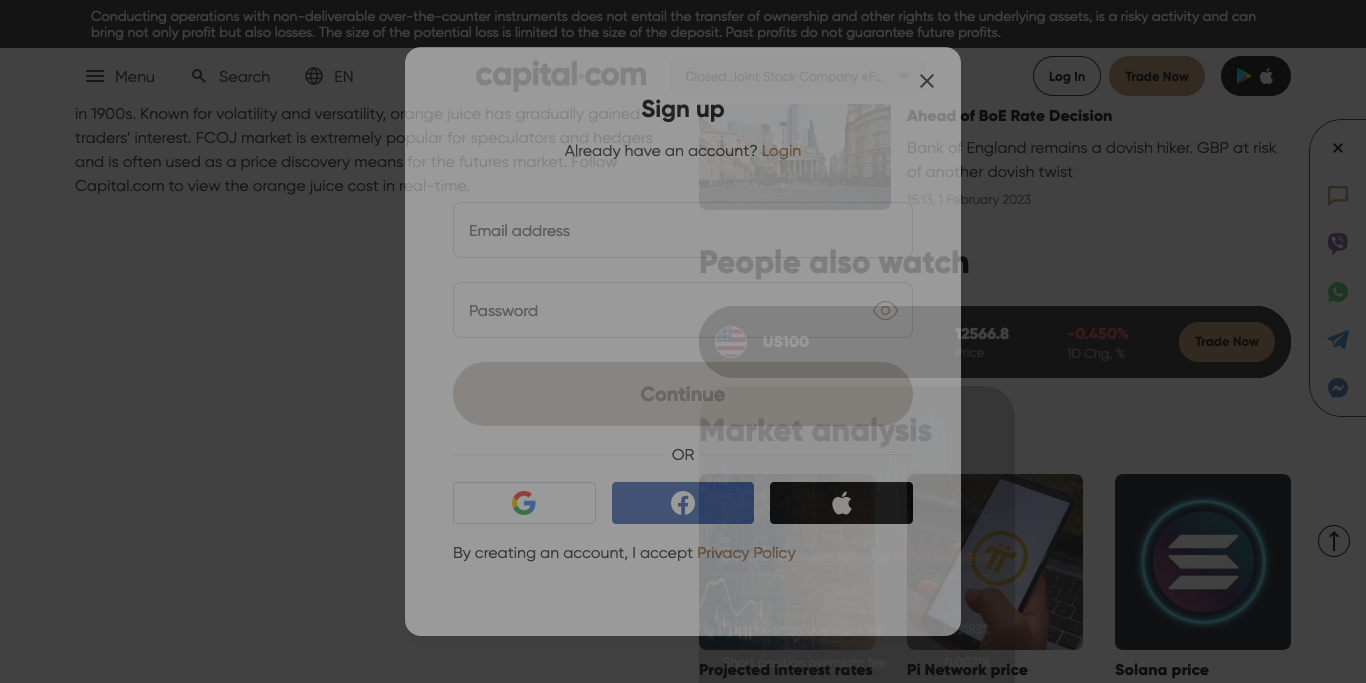 Conducting operations with non-deliverable over-the-counter instruments does not entail the transfer of ownership and other rights to the underlying assets, is a risky activity and can
bring not only profit but also losses. The size of the potential loss is limited to the size of the deposit. Past profits do not guarantee future profits.
Menu
Search
EN
capital.com
Closed Joint Stock Company «F...
Log In
Trade Now
in 1900s. Known for volatility and versatility, orange juice has gradually gained
traders’ interest. FCOJ market is extremely popular for speculators and hedgers
and is often used as a price discovery means for the futures market. Follow
Capital.com to view the orange juice cost in real-time.
Sign up
Already have an account? Login
Email address
Password
Continue
OR
By creating an account, I accept Privacy Policy
Ahead of BoE Rate Decision
Bank of England remains a dovish hiker. GBP at risk
of another dovish twist
15:13, 1 February 2023
People also watch
US100
12566.8
Price
-0.450%
1D Chg, %
Trade Now
Market analysis
Short position overnight fee
Projected interest rates
Pi Network price
Solana price